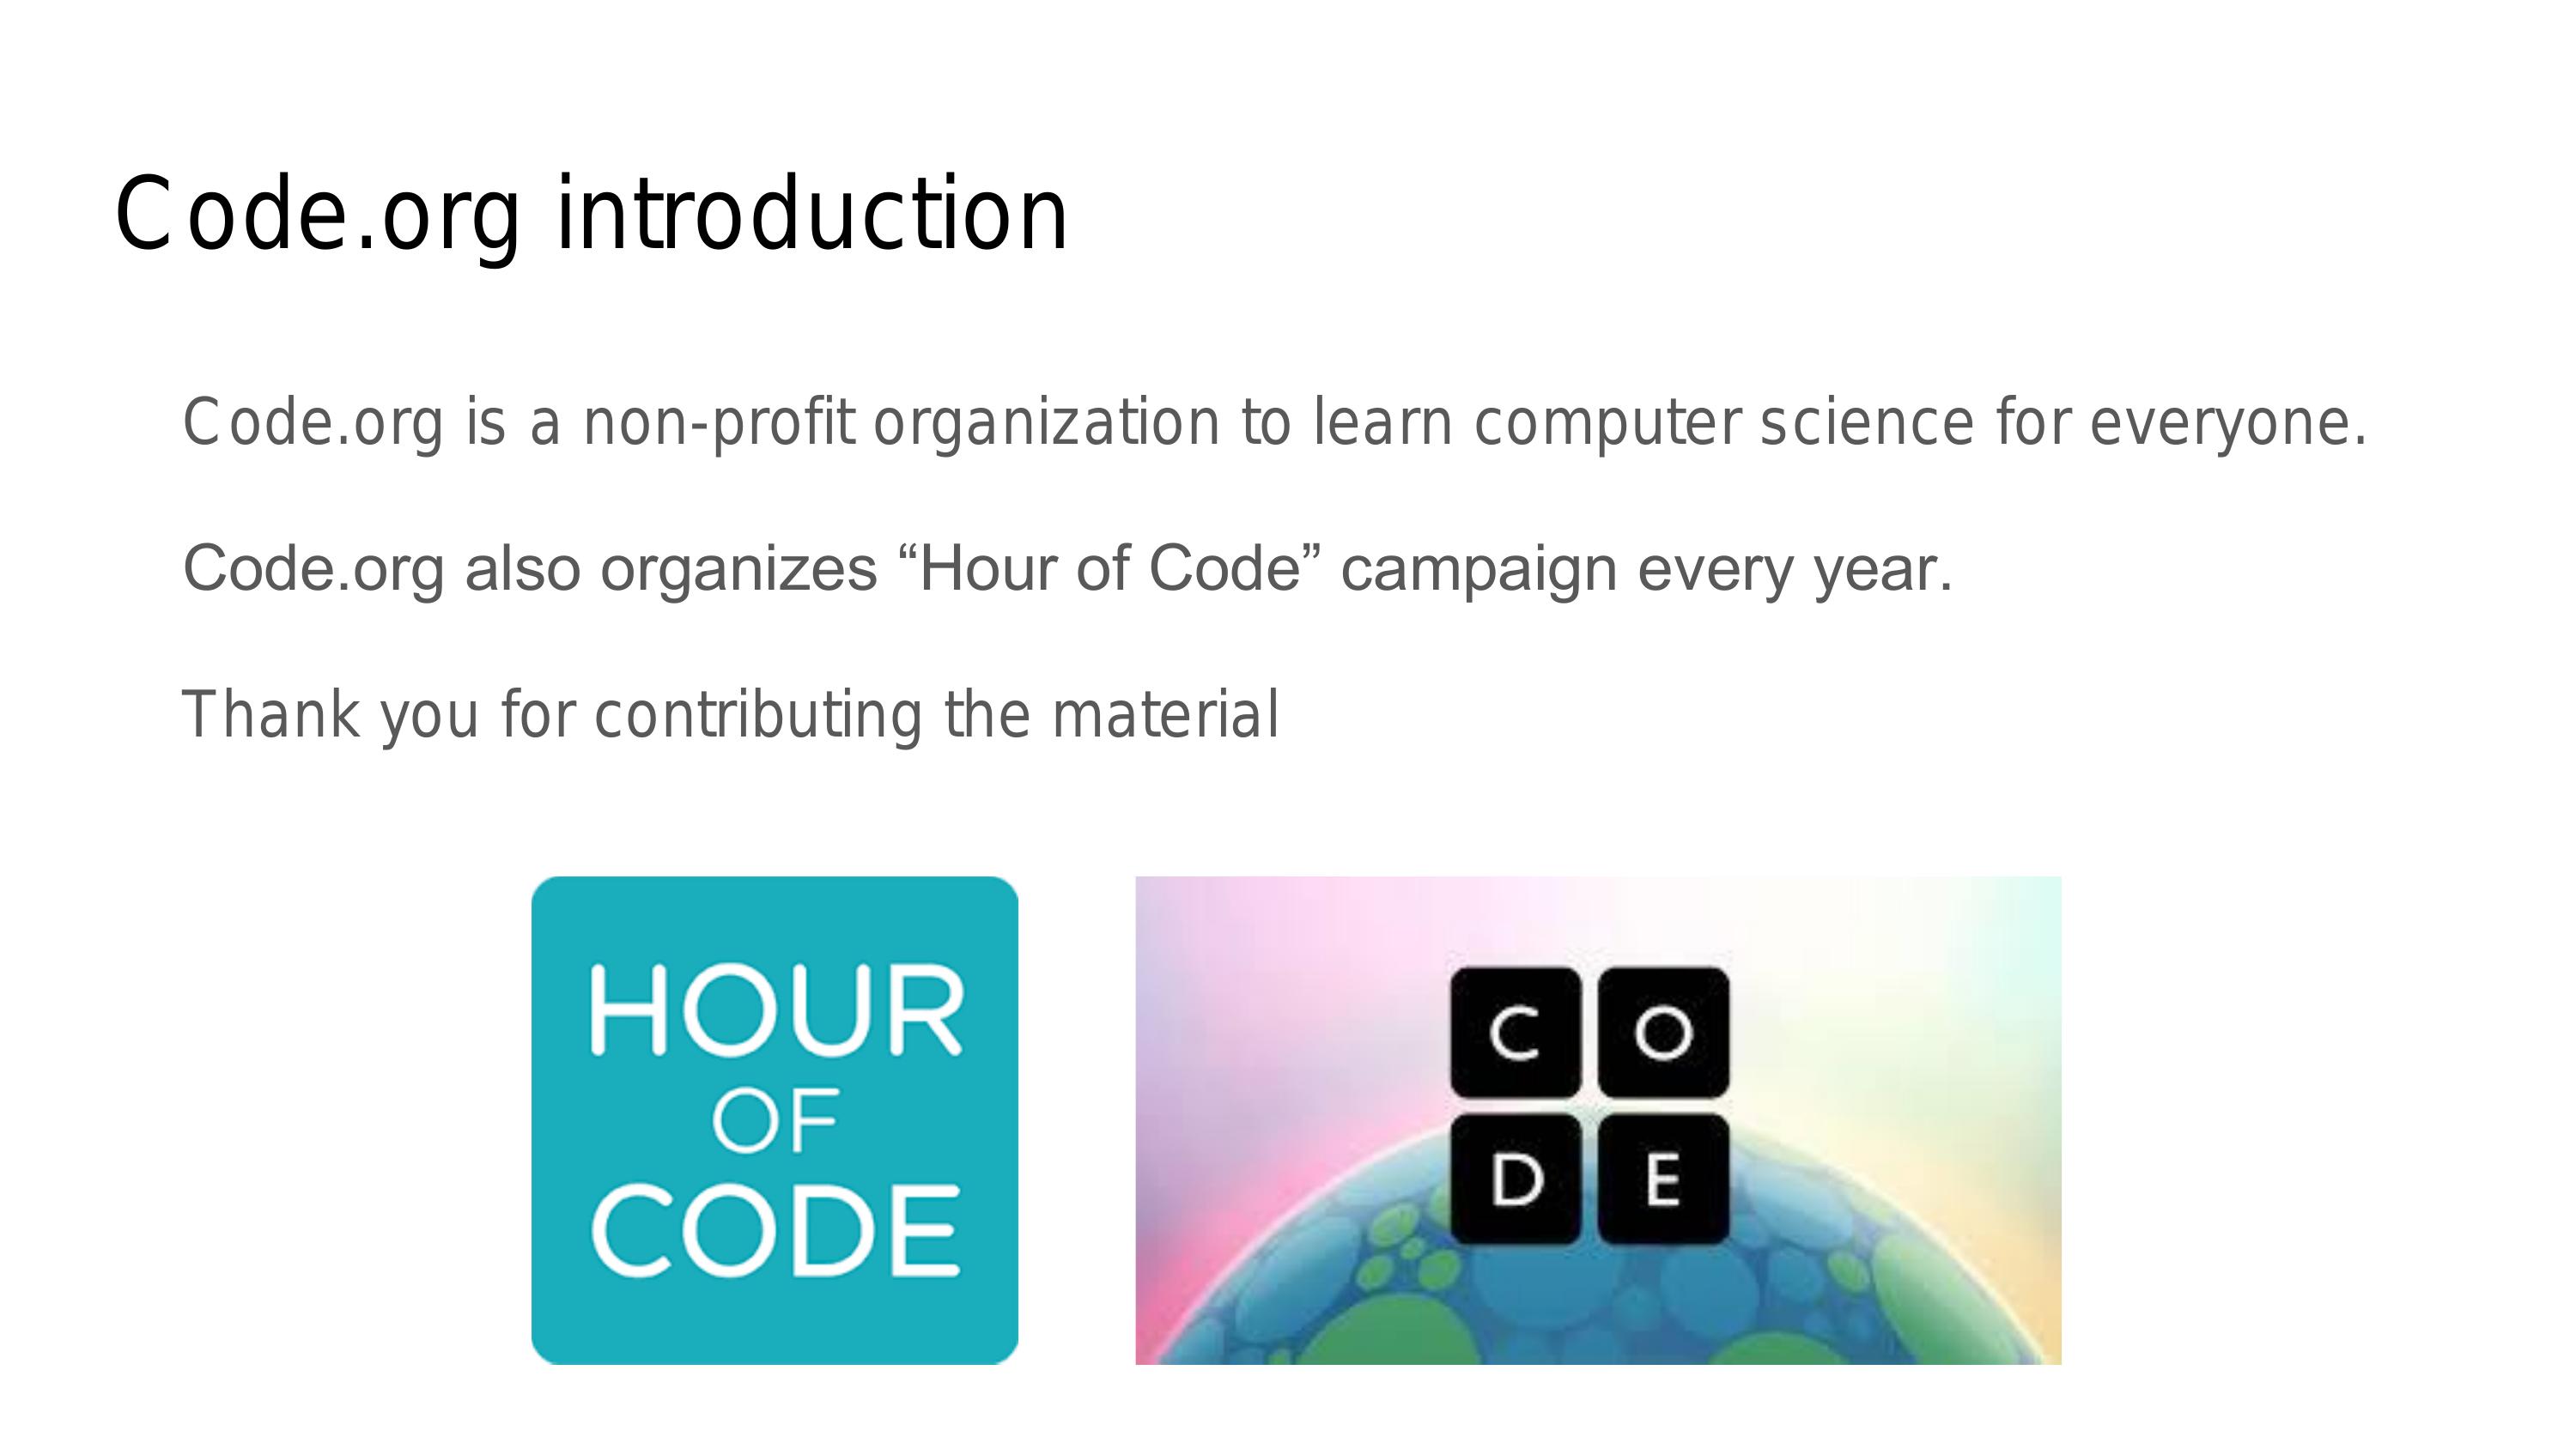 Code.org introduction
Code.org is a non-profit organization to learn computer science for everyone.
Code.org also organizes “Hour of Code” campaign every year.
Thank you for contributing the material
HOUR
OF
CODE
C O
D E